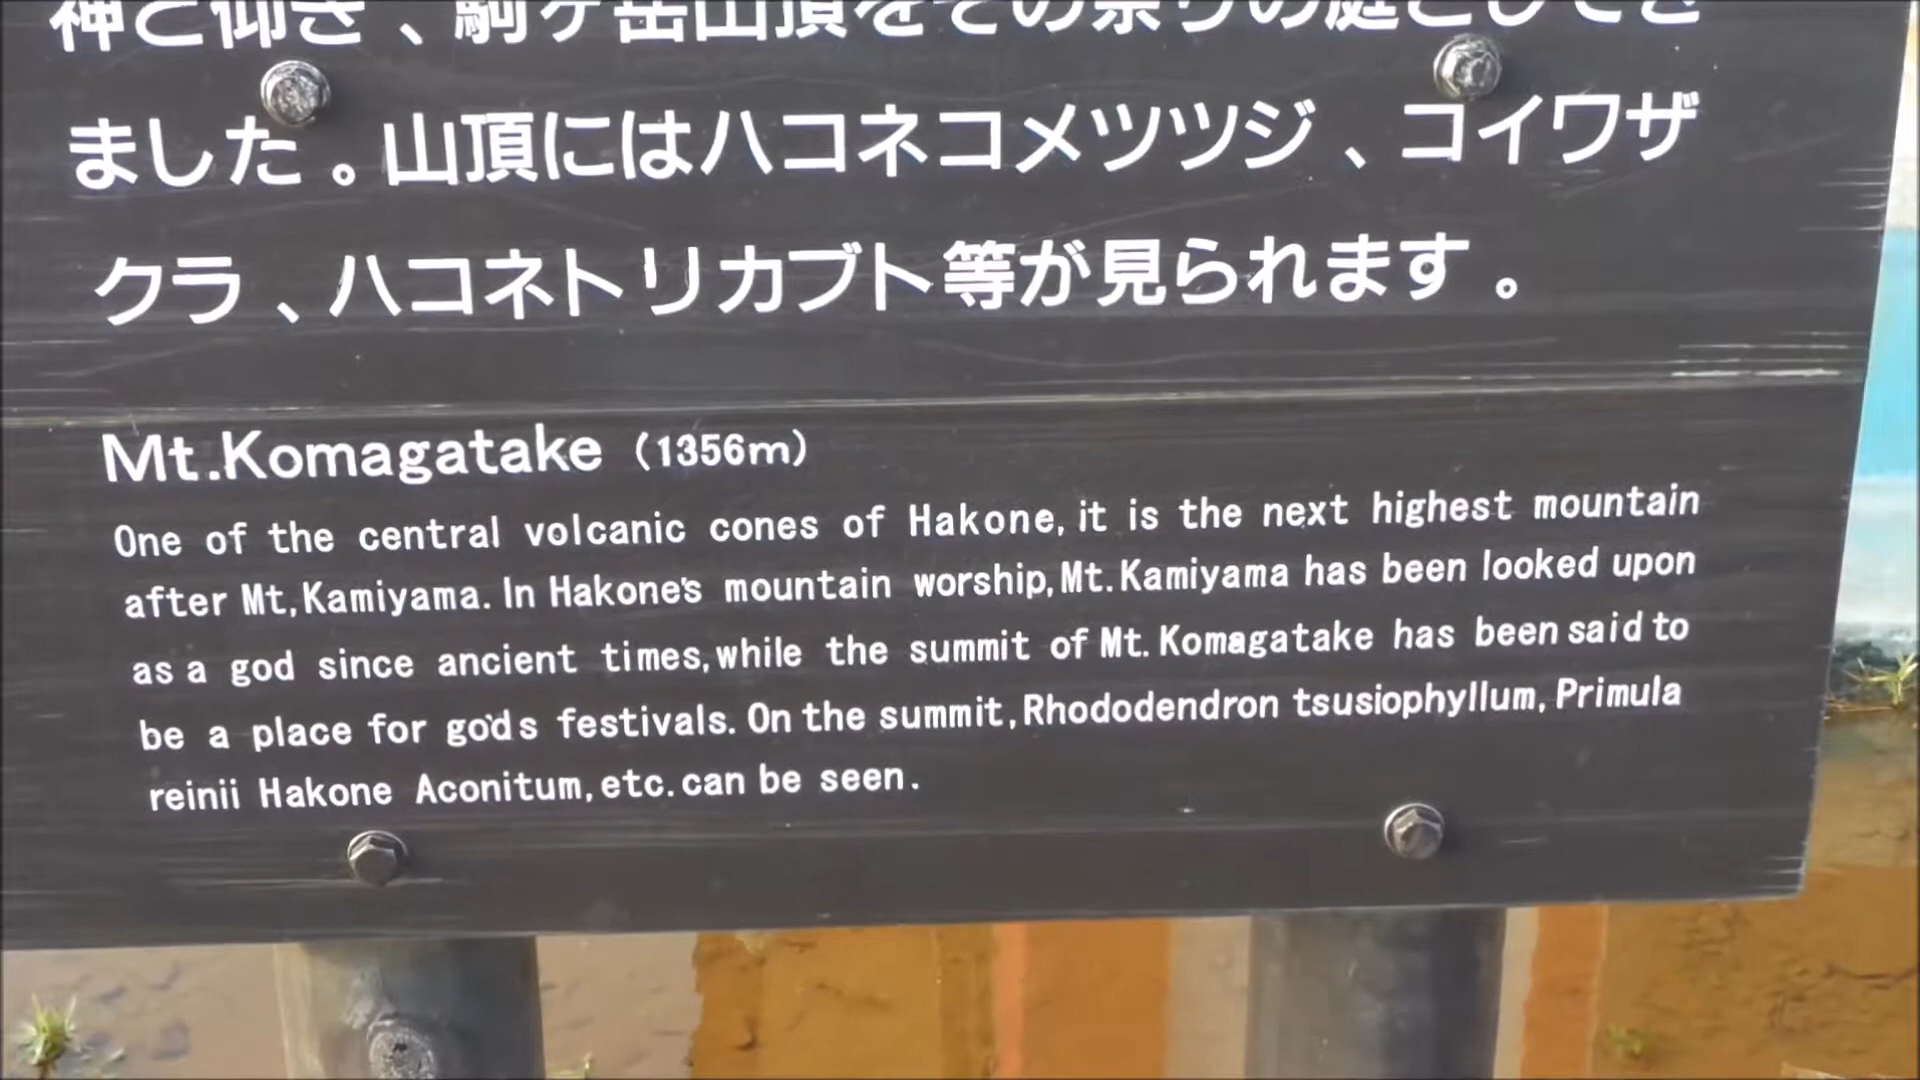 神と仰ぎ、駒ヶ岳山頂をその祭りの庭としてき
ました。山頂にはハコネコメツツジ、コイワザ
クラ、ハコネトリカブト等が見られます。
Mt.Komagatake (1356m)
One of the central volcanic cones of Hakone, it is the next highest mountain
after Mt,Kamiyama. In Hakone's mountain worship, Mt.Kamiyama has been looked upon
as a god since ancient times, while the summit of Mt. Komagatake has been said to
be a place for god's festivals. On the summit, Rhododendron tsusiophyllum, Primula
reinii Hakone Aconitum, etc. can be seen.